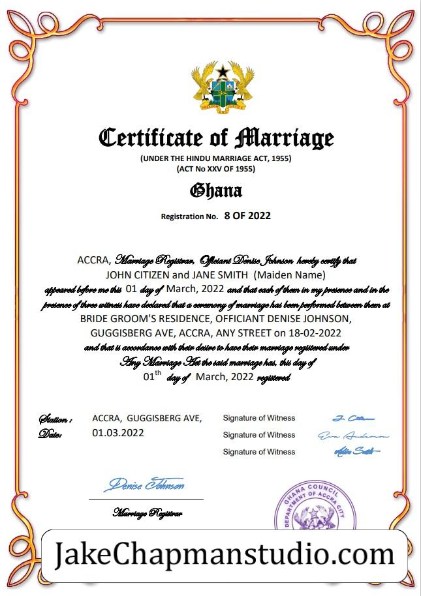 Certificate of Marriage
(UNDER THE HINDU MARRIAGE ACT, 1955)
(ACT No XXV OF 1955)
Ghana
Registration No. 8 OF 2022
ACCRA, Marriage Registrar, Officiant Denise Johnson hereby certify that
JOHN CITIZEN and JANE SMITH (Maiden Name)
appeared before me this 01 day of March, 2022 and that each of them in my presence and in the
presence of three witness have declared that a ceremony of marriage has been performed between them at
BRIDE GROOM'S RESIDENCE, OFFICIANT DENISE JOHNSON,
GUGGISBERG AVE, ACCRA, ANY STREET on 18-02-2022
and that is accordance with their desire to have their marriage registered under
Any Marriage Act the said marriage has, this day of
01th day of March, 2022 registered
Station : ACCRA, GUGGISBERG AVE, Signature of Witness
Date: 01.03.2022 Signature of Witness
Signature of Witness
Denise Johnson
Marriage Registrar
GHANA COUNCIL
DEPARTMENT OF ACCRA CITY
JakeChapmanstudio.com